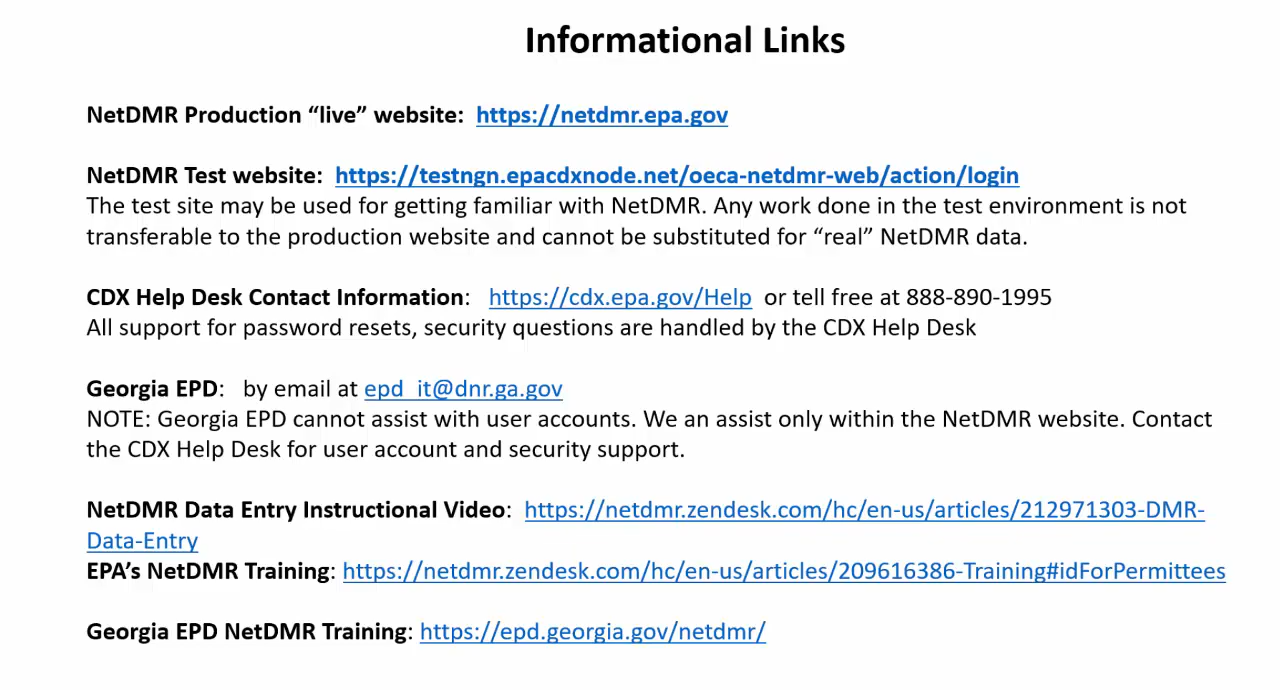 Informational Links
NetDMR Production “live” website: https://netdmr.epa.gov
NetDMR Test website: https://testngn.epacdxnode.net/oeca-netdmr-web/action/login
The test site may be used for getting familiar with NetDMR. Any work done in the test environment is not
transferable to the production website and cannot be substituted for “real” NetDMR data.
CDX Help Desk Contact Information: https://cdx.epa.gov/Help or tell free at 888-890-1995
All support for password resets, security questions are handled by the CDX Help Desk
Georgia EPD: by email at epd_it@dnr.ga.gov
NOTE: Georgia EPD cannot assist with user accounts. We an assist only within the NetDMR website. Contact
the CDX Help Desk for user account and security support.
NetDMR Data Entry Instructional Video: https://netdmr.zendesk.com/hc/en-us/articles/212971303-DMR-
Data-Entry
EPA’s NetDMR Training: https://netdmr.zendesk.com/hc/en-us/articles/209616386-Training#idForPermittees
Georgia EPD NetDMR Training: https://epd.georgia.gov/netdmr/